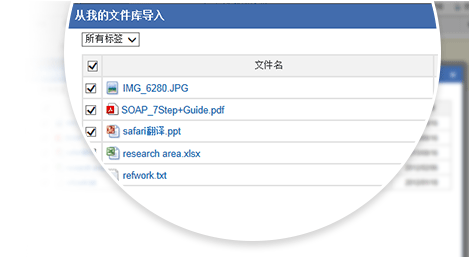 从我的文件库导入
所有标签
文件名
IMG_6280.JPG
SOAP_7Step+Guide.pdf
safari翻译.ppt
research area.xlsx
refwork.txt